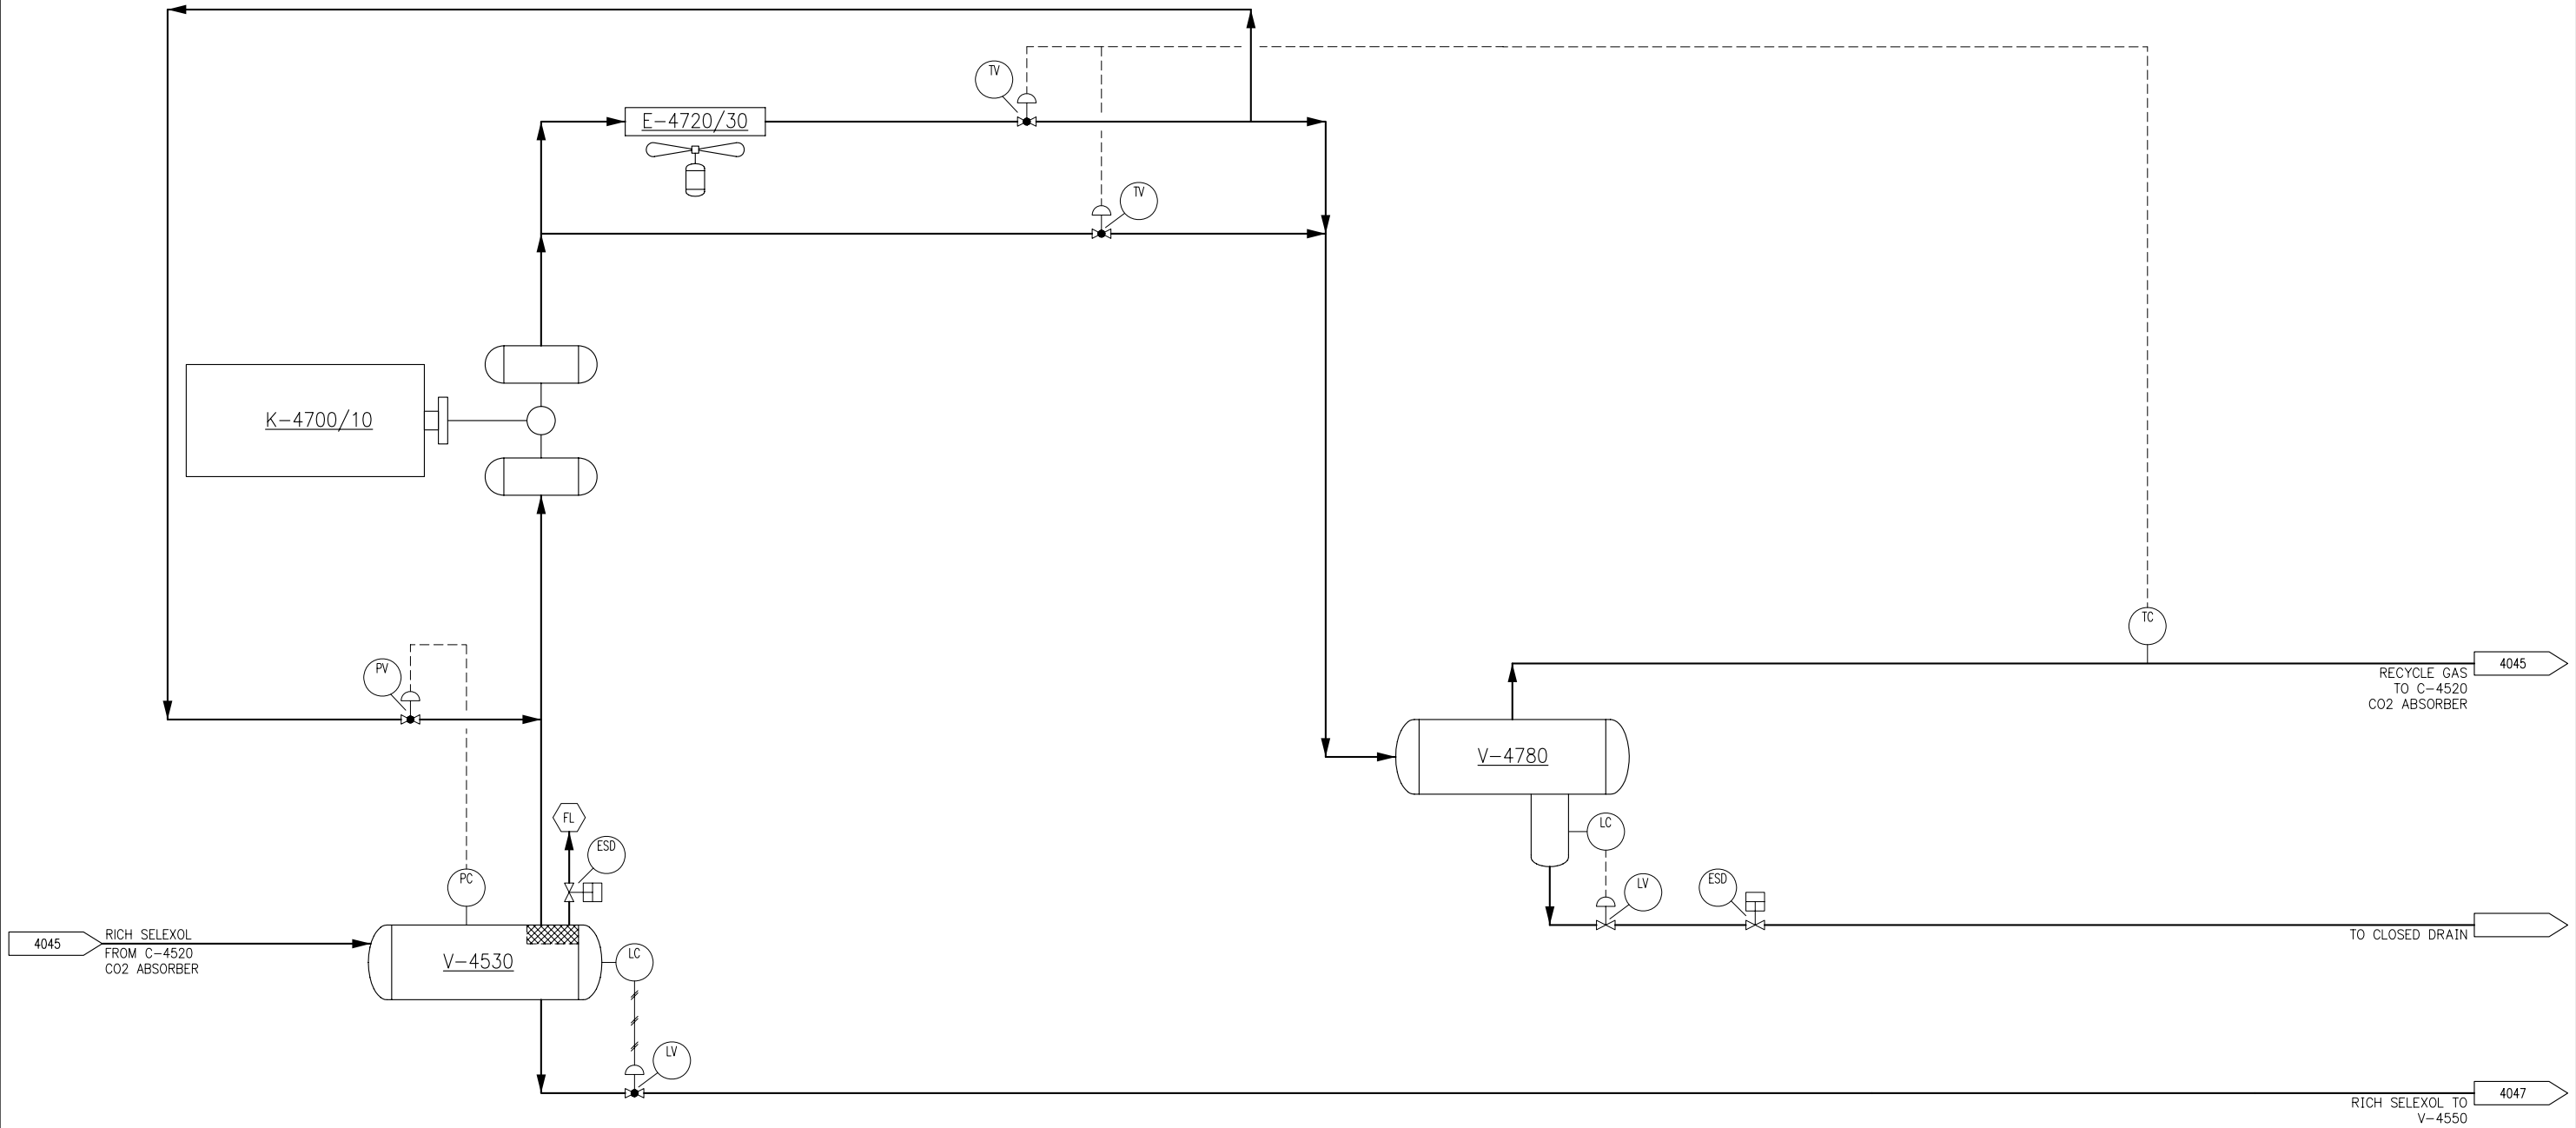 TV
E-4720/30
TV
K-4700/10
TC
4045
RECYCLE GAS
TO C-4520
CO2 ABSORBER
PV
V-4780
FL
LC
ESD
PC
LV
ESD
TO CLOSED DRAIN
4045
RICH SELEXOL
FROM C-4520
CO2 ABSORBER
V-4530
LC
LV
4047
RICH SELEXOL TO
V-4550